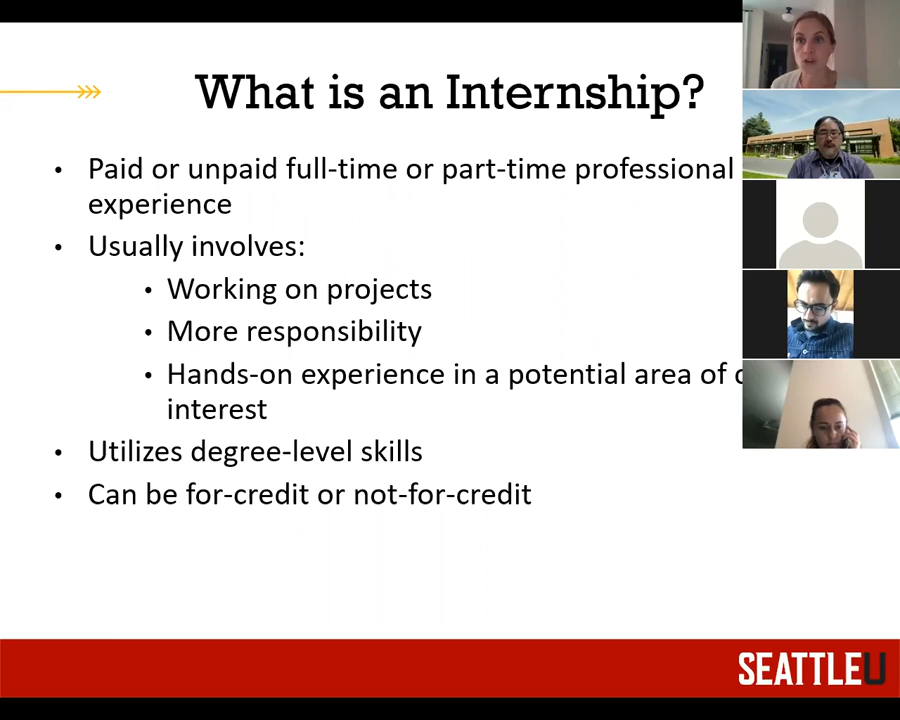 What is an Internship?
• Paid or unpaid full-time or part-time professional
experience
• Usually involves:
• Working on projects
• More responsibility
• Hands-on experience in a potential area of
interest
• Utilizes degree-level skills
• Can be for-credit or not-for-credit
SEATTLEU